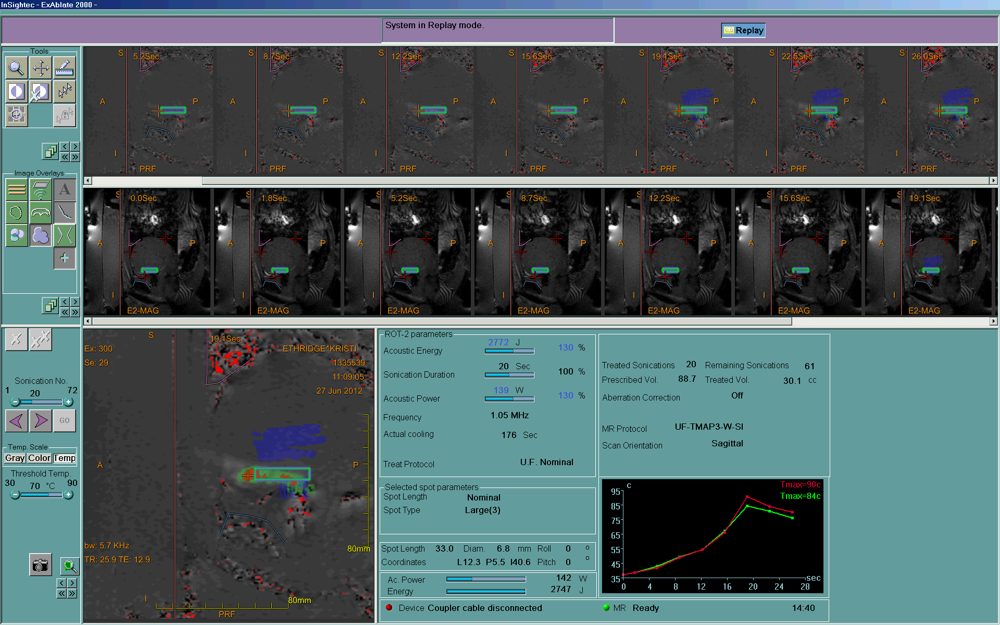 InSightec - ExAblate 2000 -
System in Replay mode.
Replay
Tools
S 5.2Sec S 8.7Sec S 12.2Sec S 15.6Sec S 19.1Sec S 22.5Sec S 26.0Sec
A P A P A P A P A P A P A P
I I I I I I I
PRF PRF PRF PRF PRF PRF PRF
Image Overlays
A
S 0.0Sec S 1.8Sec S 5.2Sec S 8.7Sec S 12.2Sec S 15.6Sec S 19.1Sec
A P A P A P A P A P A P A P
I I I I I I I
E2-MAG E2-MAG E2-MAG E2-MAG E2-MAG E2-MAG E2-MAG
Sonication No.
1 20 72
GO
Temp. Scale
Gray Color Temp
Threshold Temp.
30 70 °C 90
S 19.1Sec
Ex: 300 ETHRIDGE^KRISTI
Se: 29 1335539
11:09:05
27 Jun 2012
A P
bw: 5.7 KHz 80mm
TR: 25.9 TE: 12.9
I 80mm
PRF
ROT-2 parameters
Acoustic Energy 2772 J 130 %
Sonication Duration 20 Sec 100 %
Acoustic Power 139 W 130 %
Frequency 1.05 MHz
Actual cooling 176 Sec
Treat Protocol U.F. Nominal
Selected spot parameters
Spot Length Nominal
Spot Type Large(3)
Spot Length 33.0 Diam. 6.8 mm Roll 0 o
Coordinates L12.3 P5.5 I40.6 Pitch 0 o
Ac. Power 142 W
Energy 2747 J
Treated Sonications 20 Remaining Sonications 61
Prescribed Vol. 88.7 Treated Vol. 30.1 cc
Aberration Correction Off
MR Protocol UF-TMAP3-W-SI
Scan Orientation Sagittal
c Tmax=90c
Tmax=84c
95
85
75
65
55
45
35 sec
0 4 8 12 16 20 24 28
Device Coupler cable disconnected MR Ready 14:40